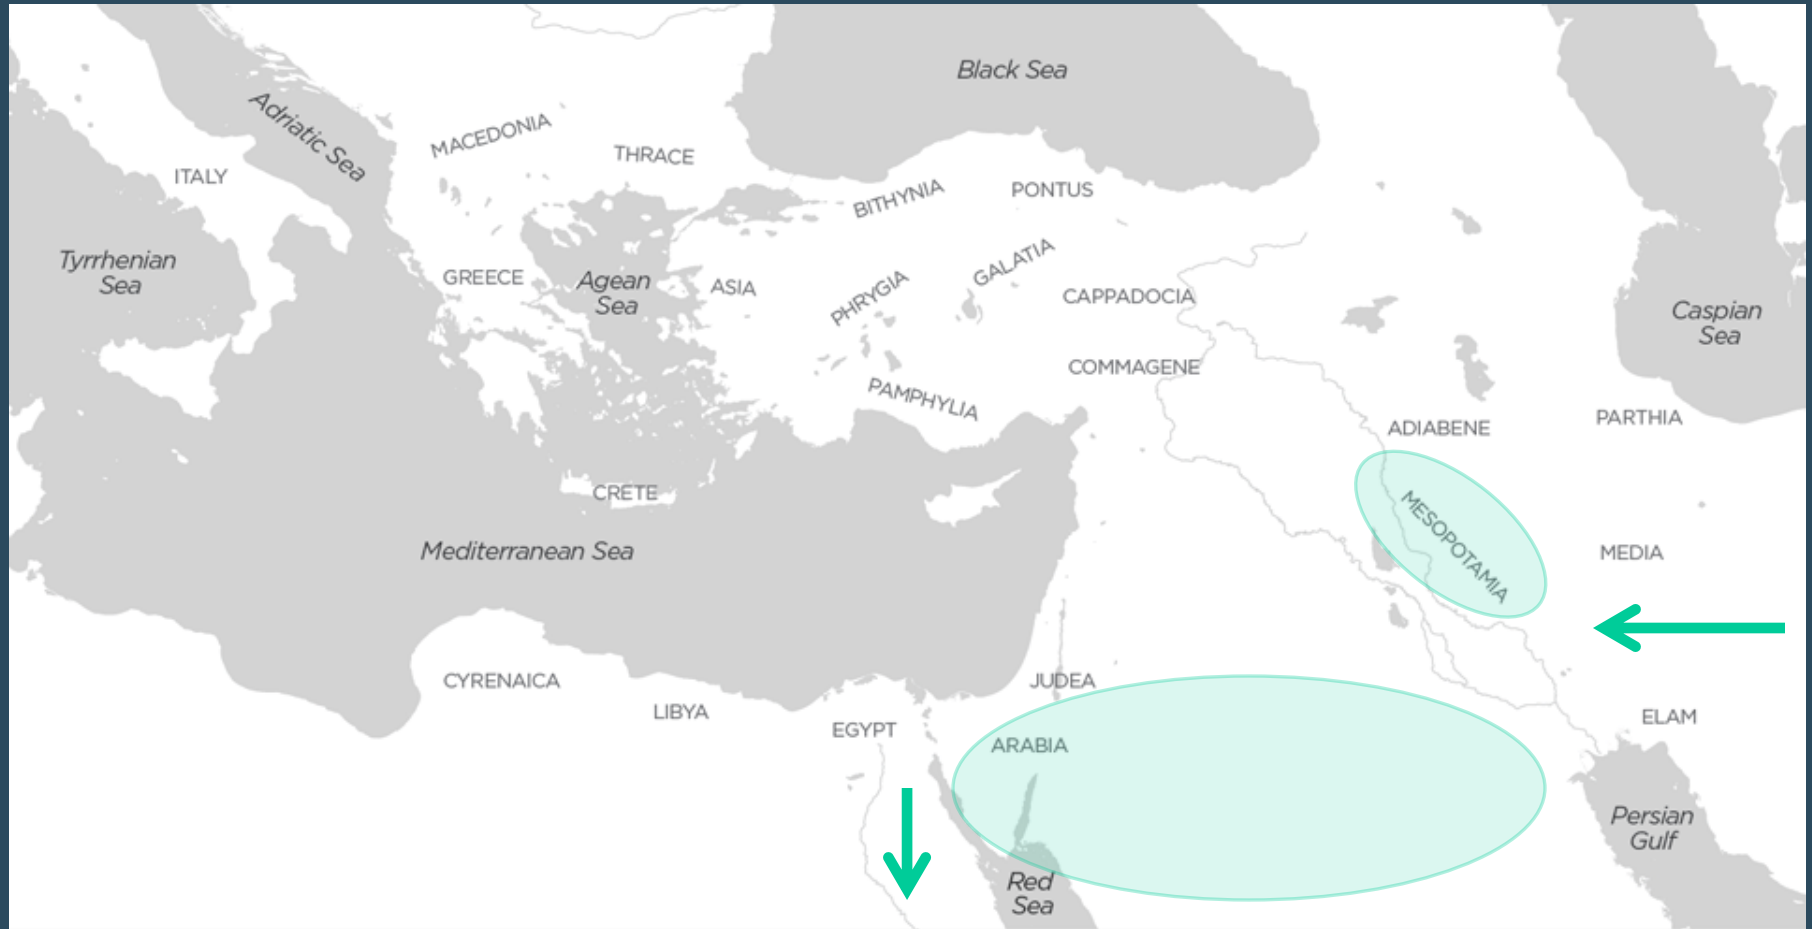 Black Sea
Adriatic Sea
MACEDONIA
THRACE
ITALY
BITHYNIA
PONTUS
Tyrrhenian
Sea
GREECE
Agean
Sea
ASIA
PHRYGIA
GALATIA
CAPPADOCIA
Caspian
Sea
COMMAGENE
PAMPHYLIA
ADIABENE
PARTHIA
CRETE
MESOPOTAMIA
Mediterranean Sea
MEDIA
CYRENAICA
LIBYA
JUDEA
EGYPT
ARABIA
ELAM
Persian
Gulf
Red
Sea